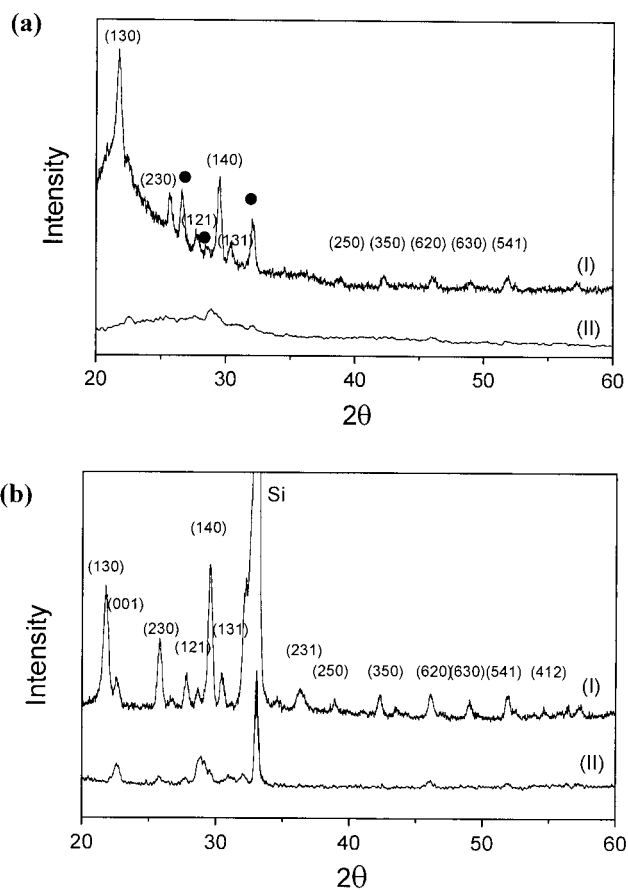 (a)
(130)
(230)
(121)
(140)
(131)
(250) (350) (620) (630) (541)
(I)
(II)
Intensity
20 30 40 50 60
2θ
(b)
Si
(130)
(001)
(230)
(121)
(140)
(131)
(231)
(250) (350) (620) (630) (541) (412)
(I)
(II)
Intensity
20 30 40 50 60
2θ